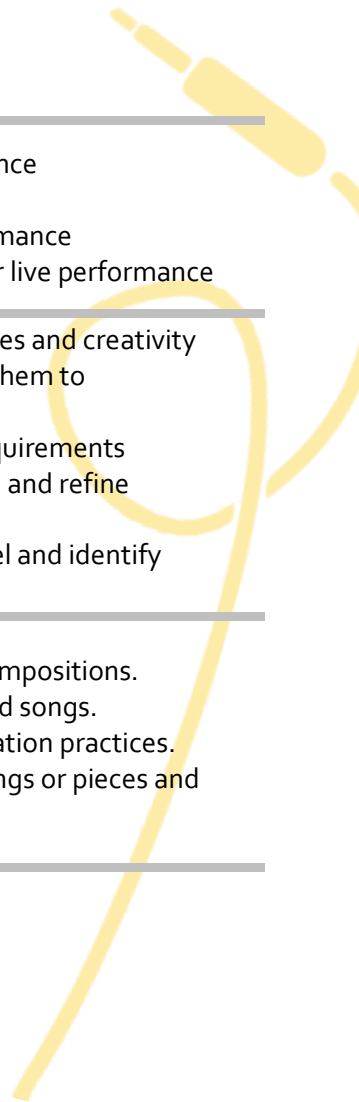 nce
mance
r live performance
es and creativity
hem to
quirements
and refine
el and identify
mpositions.
d songs.
ation practices.
ngs or pieces and